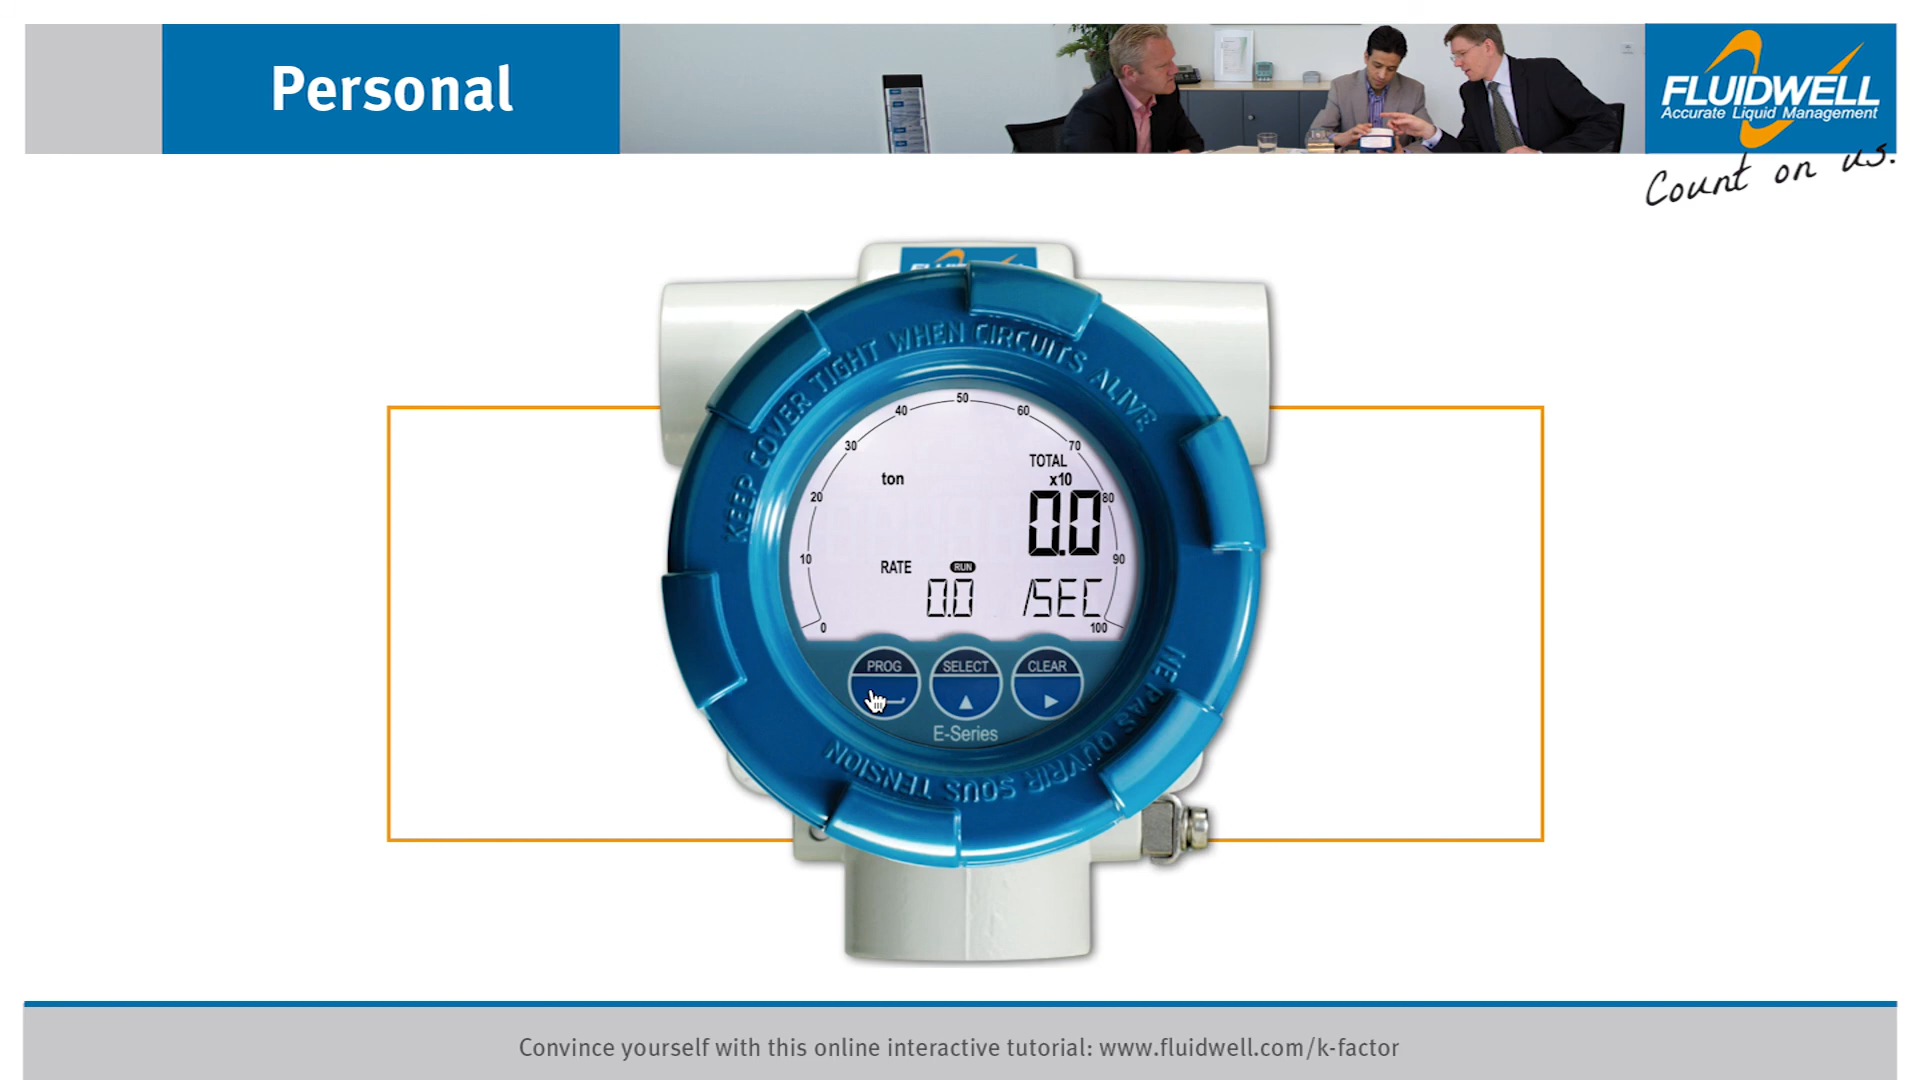 Personal
FLUIDWELL
Accurate Liquid Management
Count on us.
KEEP COVER TIGHT WHEN CIRCUITS ALIVE
0 10 20 30 40 50 60 70 80 90 100
TOTAL
ton x10
0.0
RATE RUN
0.0 /SEC
PROG SELECT CLEAR
E-Series
NE PAS OUVRIR SOUS TENSION
Convince yourself with this online interactive tutorial: www.fluidwell.com/k-factor